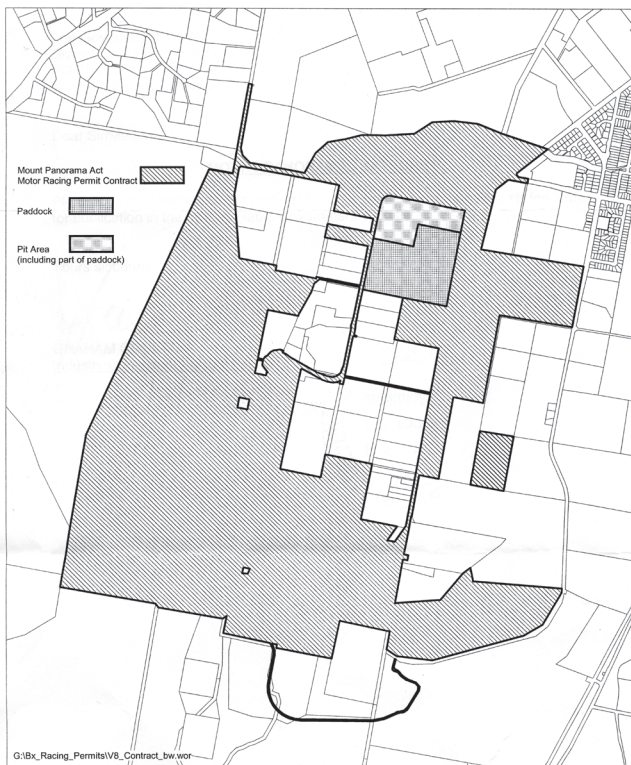 Mount Panorama Act
Motor Racing Permit Contract
Paddock
Pit Area
(including part of paddock)
G:\Bx_Racing_Permits\V8_Contract_bw.wor